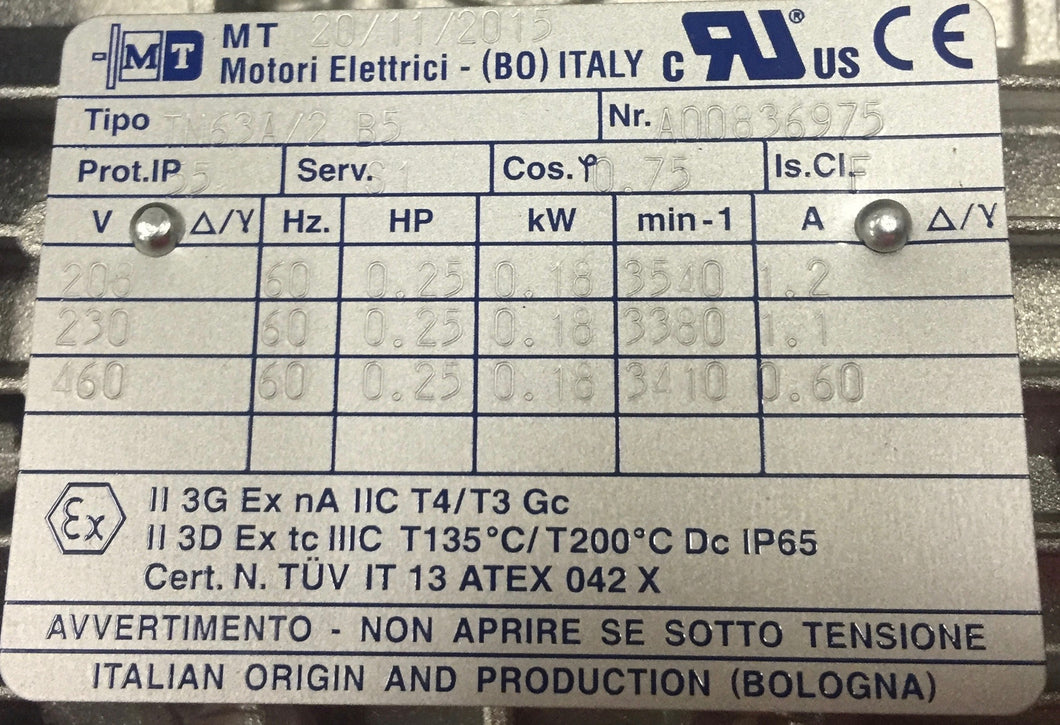 MT
MT 20/11/2015
Motori Elettrici - (BO) ITALY c RU® US CE
Tipo TN63A/2 B5 Nr. A00836975
Prot.IP 55 Serv. S1 Cos.φ 0.75 Is.Cl. F
V Δ/Y Hz. HP kW min-1 A Δ/Y
208 60 0.25 0.18 3540 1.2
230 60 0.25 0.18 3380 1.1
460 60 0.25 0.18 3410 0.60
Ex II 3G Ex nA IIC T4/T3 Gc
II 3D Ex tc IIIC T135°C/T200°C Dc IP65
Cert. N. TÜV IT 13 ATEX 042 X
AVVERTIMENTO - NON APRIRE SE SOTTO TENSIONE
ITALIAN ORIGIN AND PRODUCTION (BOLOGNA)